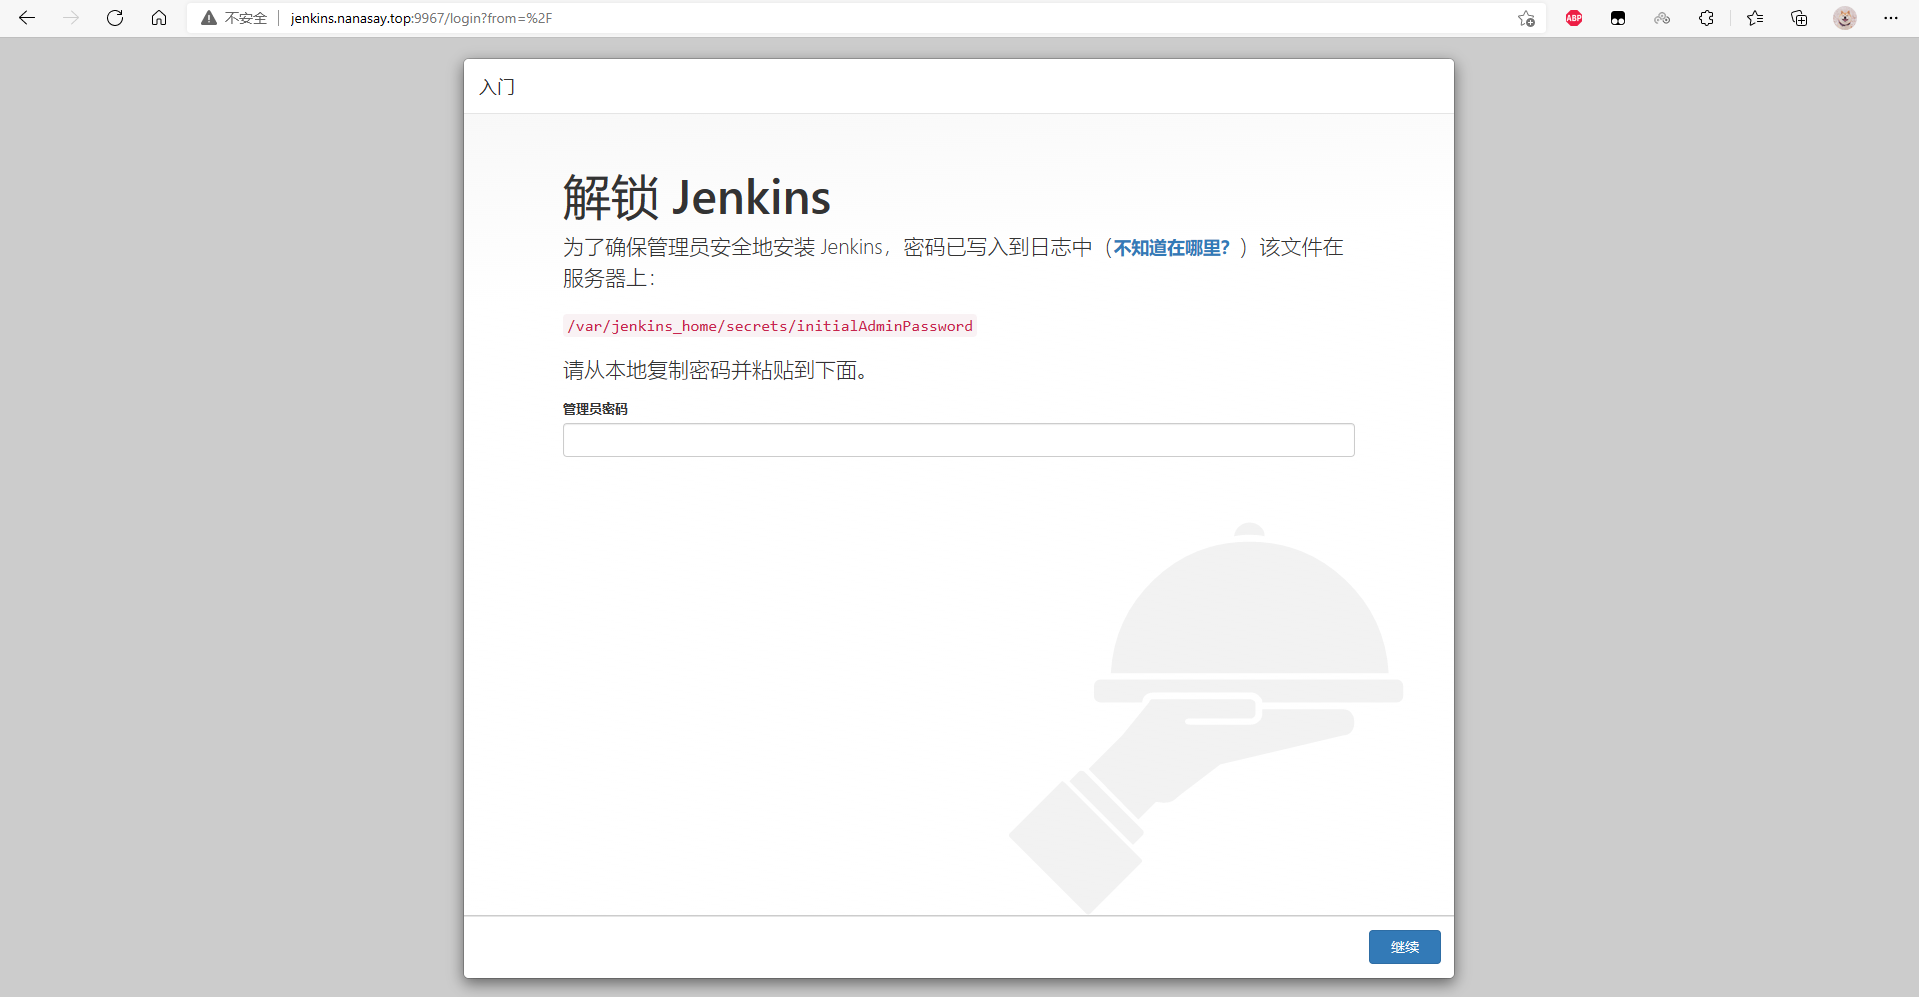 不安全 jenkins.nanasay.top:9967/login?from=%2F
ABP
入门
解锁 Jenkins
为了确保管理员安全地安装 Jenkins，密码已写入到日志中（不知道在哪里？）该文件在
服务器上：
/var/jenkins_home/secrets/initialAdminPassword
请从本地复制密码并粘贴到下面。
管理员密码
继续